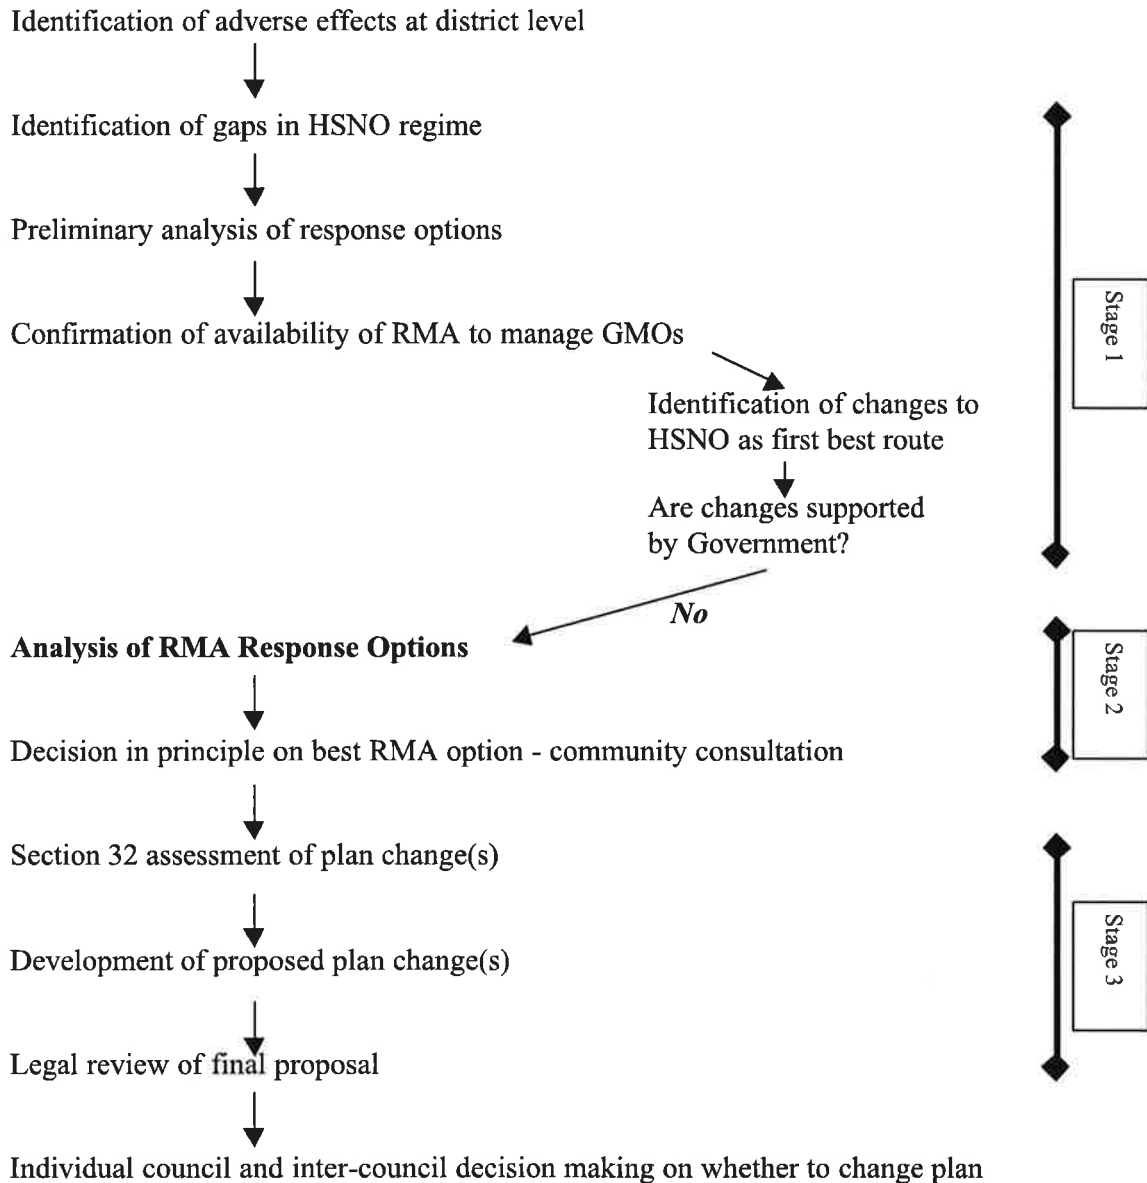 Identification of adverse effects at district level
Identification of gaps in HSNO regime
Preliminary analysis of response options
Confirmation of availability of RMA to manage GMOs
Identification of changes to
HSNO as first best route
Are changes supported
by Government?
Stage 1
No
Analysis of RMA Response Options
Decision in principle on best RMA option - community consultation
Stage 2
Section 32 assessment of plan change(s)
Development of proposed plan change(s)
Legal review of final proposal
Stage 3
Individual council and inter-council decision making on whether to change plan